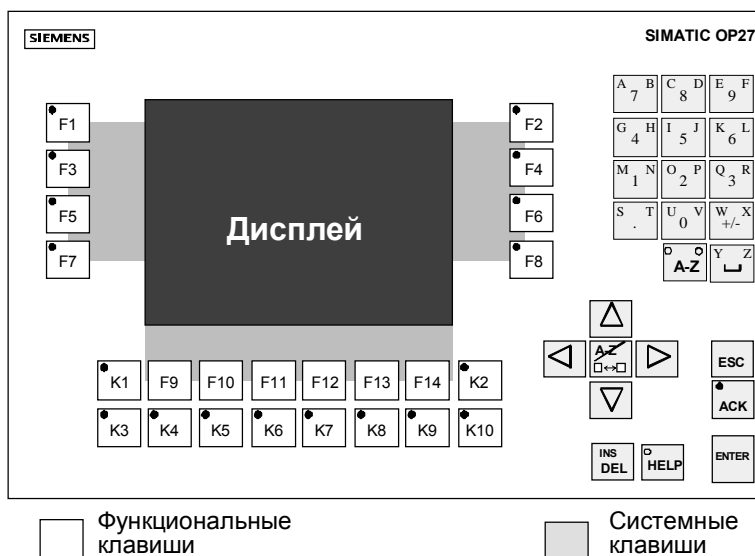 SIEMENS
SIMATIC OP27
A 7 B C 8 D E 9 F
F1 F2
G 4 H I 5 J K 6 L
F3 F4
M 1 N O 2 P Q 3 R
F5 F6
S . T U 0 V W +/- X
Дисплей
F7 F8
A-Z Y Z
A-Z
ESC
K1 F9 F10 F11 F12 F13 F14 K2
ACK
K3 K4 K5 K6 K7 K8 K9 K10
INS
DEL HELP ENTER
Функциональные
клавиши
Системные
клавиши